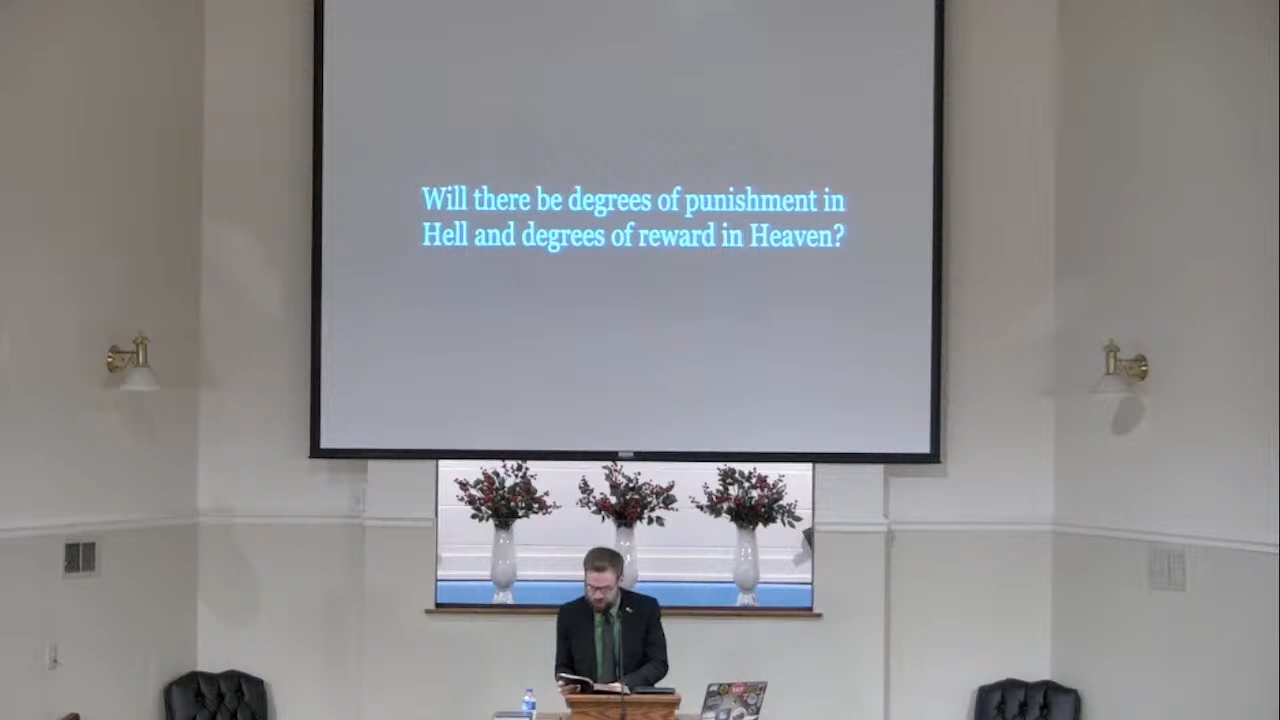 Will there be degrees of punishment in
Hell and degrees of reward in Heaven?